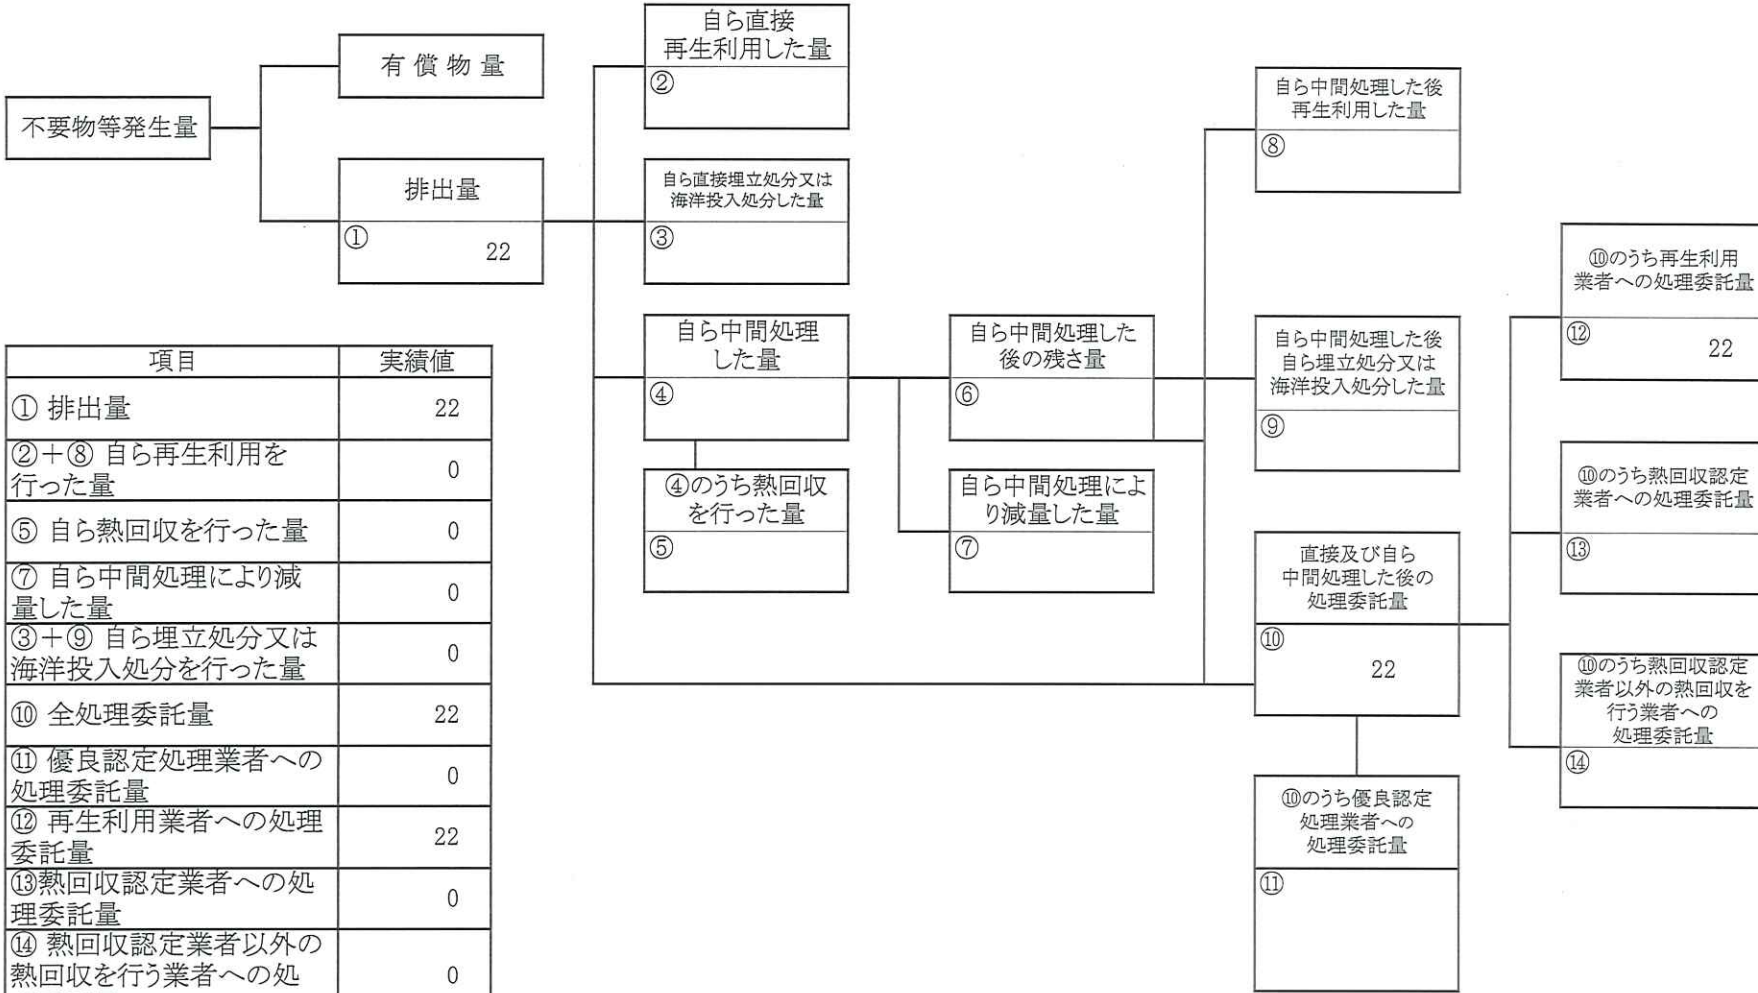 不要物等発生量
有償物量
排出量
①
22
自ら直接
再生利用した量
②
自ら直接埋立処分又は
海洋投入処分した量
③
自ら中間処理
した量
④
④のうち熱回収
を行った量
⑤
自ら中間処理した
後の残さ量
⑥
自ら中間処理によ
り減量した量
⑦
自ら中間処理した後
再生利用した量
⑧
自ら中間処理した後
自ら埋立処分又は
海洋投入処分した量
⑨
直接及び自ら
中間処理した後の
処理委託量
⑩
22
⑩のうち優良認定
処理業者への
処理委託量
⑪
⑩のうち再生利用
業者への処理委託量
⑫
22
⑩のうち熱回収認定
業者への処理委託量
⑬
⑩のうち熱回収認定
業者以外の熱回収を
行う業者への
処理委託量
⑭
項目 実績値
① 排出量 22
②+⑧ 自ら再生利用を
行った量 0
⑤ 自ら熱回収を行った量 0
⑦ 自ら中間処理により減
量した量 0
③+⑨ 自ら埋立処分又は
海洋投入処分を行った量 0
⑩ 全処理委託量 22
⑪ 優良認定処理業者への
処理委託量 0
⑫ 再生利用業者への処理
委託量 22
⑬熱回収認定業者への処
理委託量 0
⑭ 熱回収認定業者以外の
熱回収を行う業者への処 0